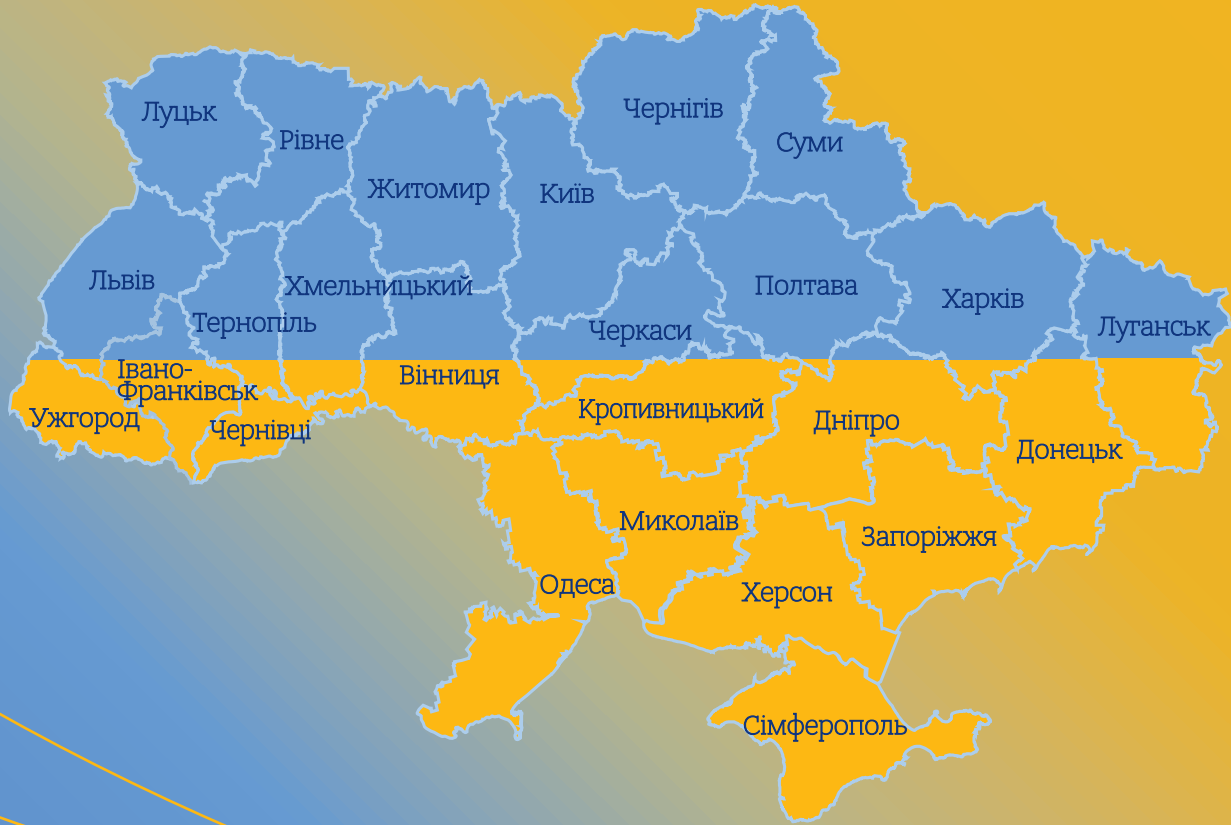 Чернігів
Луцьк
Рівне
Суми
Житомир
Київ
Львів
Хмельницький
Полтава
Харків
Тернопіль
Черкаси
Луганськ
Івано-
Франківськ
Вінниця
Ужгород
Кропивницький
Чернівці
Дніпро
Донецьк
Миколаїв
Запоріжжя
Одеса
Херсон
Сімферополь